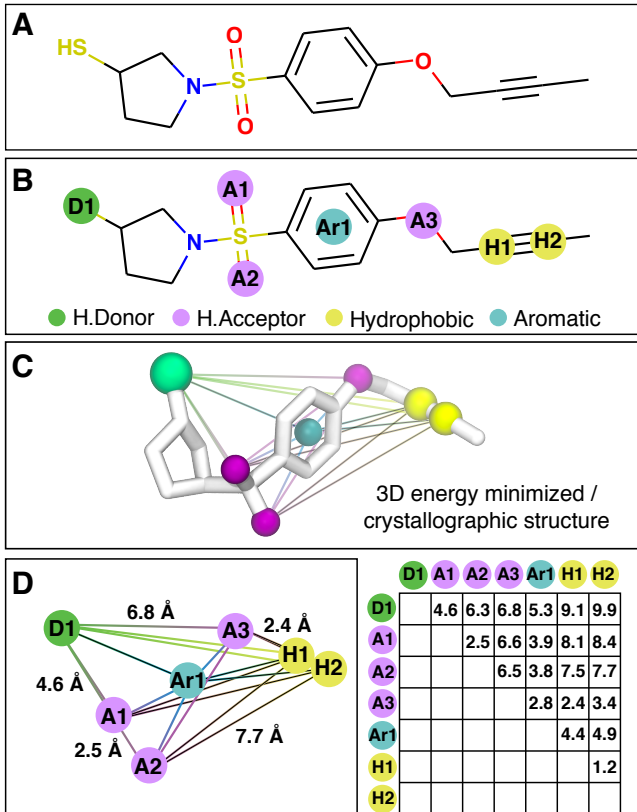 A
HS
N
S
O
O
O
B
D1
A1
N
S
A2
Ar1
A3
H1
H2
H.Donor
H.Acceptor
Hydrophobic
Aromatic
C
3D energy minimized /
crystallographic structure
D
D1
6.8 Å
A3
2.4 Å
H1
H2
Ar1
4.6 Å
A1
2.5 Å
A2
7.7 Å
D1 A1 A2 A3 Ar1 H1 H2
D1 4.6 6.3 6.8 5.3 9.1 9.9
A1 2.5 6.6 3.9 8.1 8.4
A2 6.5 3.8 7.5 7.7
A3 2.8 2.4 3.4
Ar1 4.4 4.9
H1 1.2
H2